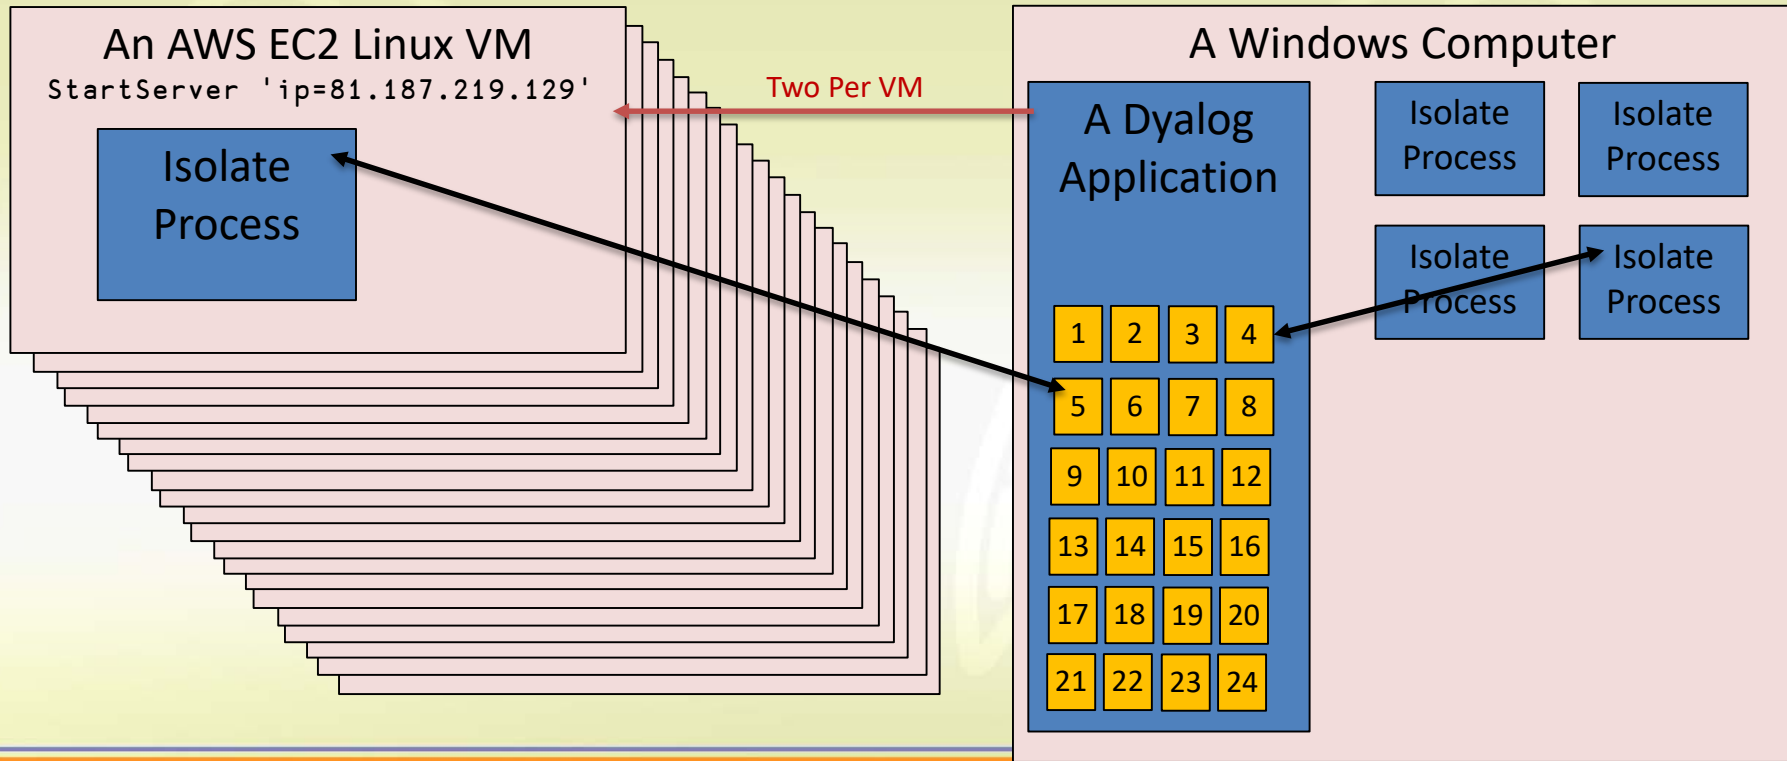 An AWS EC2 Linux VM
StartServer 'ip=81.187.219.129'
Isolate
Process
Two Per VM
A Windows Computer
A Dyalog
Application
1 2 3 4
5 6 7 8
9 10 11 12
13 14 15 16
17 18 19 20
21 22 23 24
Isolate
Process
Isolate
Process
Isolate
Process
Isolate
Process